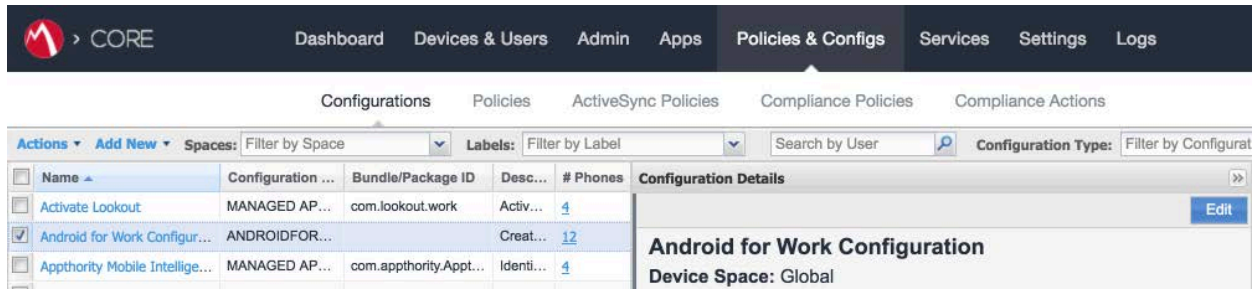 > CORE Dashboard Devices & Users Admin Apps Policies & Configs Services Settings Logs
Configurations Policies ActiveSync Policies Compliance Policies Compliance Actions
Actions Add New Spaces: Filter by Space Labels: Filter by Label Search by User Configuration Type: Filter by Configurat
Name Configuration ... Bundle/Package ID Desc... # Phones Configuration Details »
Activate Lookout MANAGED AP... com.lookout.work Activ... 4 Edit
Android for Work Configur... ANDROIDFOR... Creat... 12 Android for Work Configuration
Appthority Mobile Intellige... MANAGED AP... com.appthority.Appt... Identi... 4 Device Space: Global